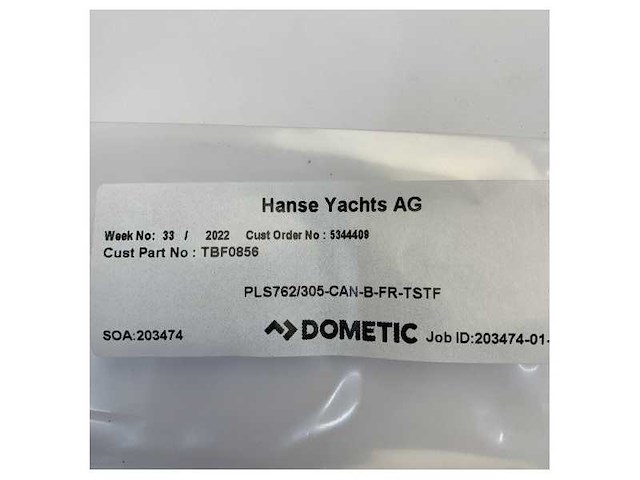 Hanse Yachts AG
Week No: 33 / 2022 Cust Order No : 5344409
Cust Part No : TBF0856
PLS762/305-CAN-B-FR-TSTF
SOA:203474 DOMETIC Job ID:203474-01-